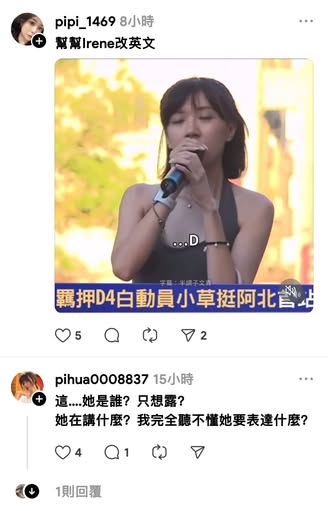 pipi_1469 8小時
幫幫Irene改英文
...D
字幕：半調子文青
羈押D4白動員小草挺阿北官站
5
2
pihua0008837 15小時
這....她是誰？只想露？
她在講什麼？我完全聽不懂她要表達什麼？
4
1
1則回覆